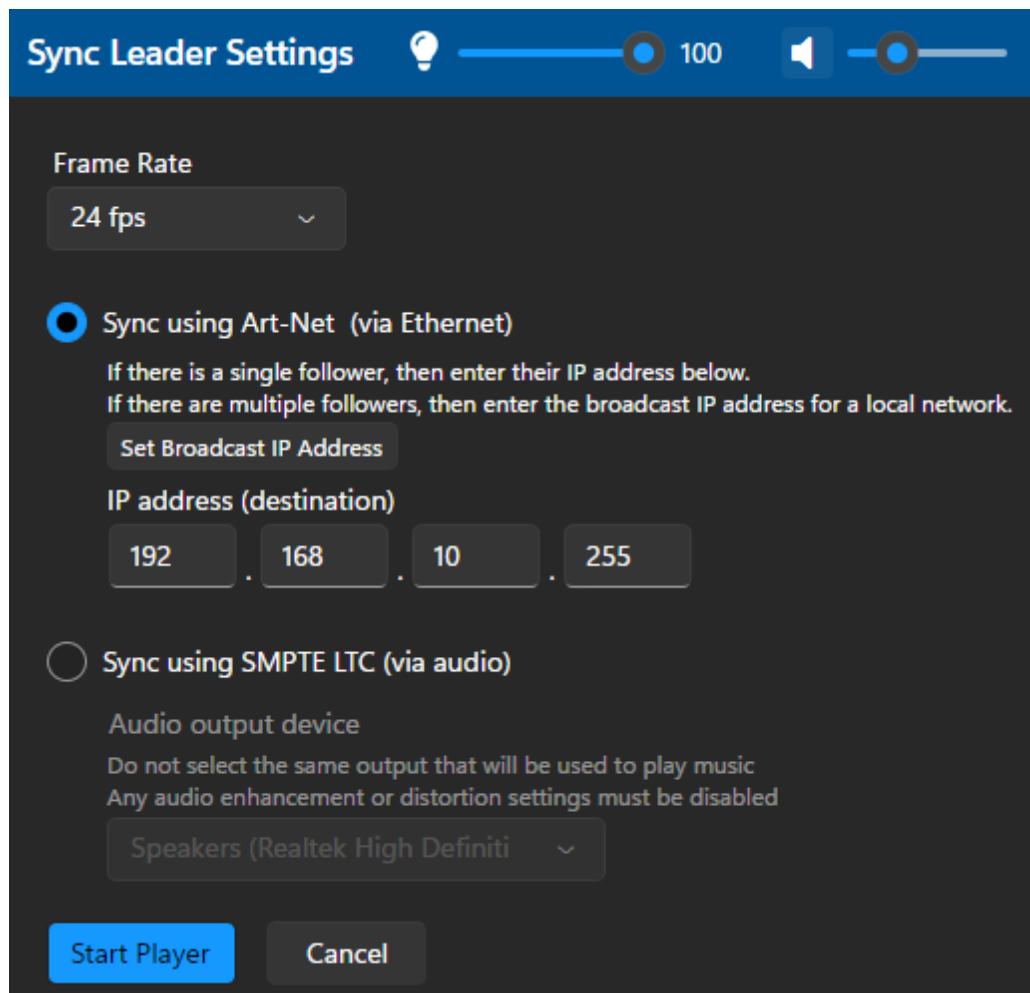 Sync Leader Settings 100
Frame Rate
24 fps
Sync using Art-Net (via Ethernet)
If there is a single follower, then enter their IP address below.
If there are multiple followers, then enter the broadcast IP address for a local network.
Set Broadcast IP Address
IP address (destination)
192 . 168 . 10 . 255
Sync using SMPTE LTC (via audio)
Audio output device
Do not select the same output that will be used to play music
Any audio enhancement or distortion settings must be disabled
Speakers (Realtek High Definiti
Start Player Cancel